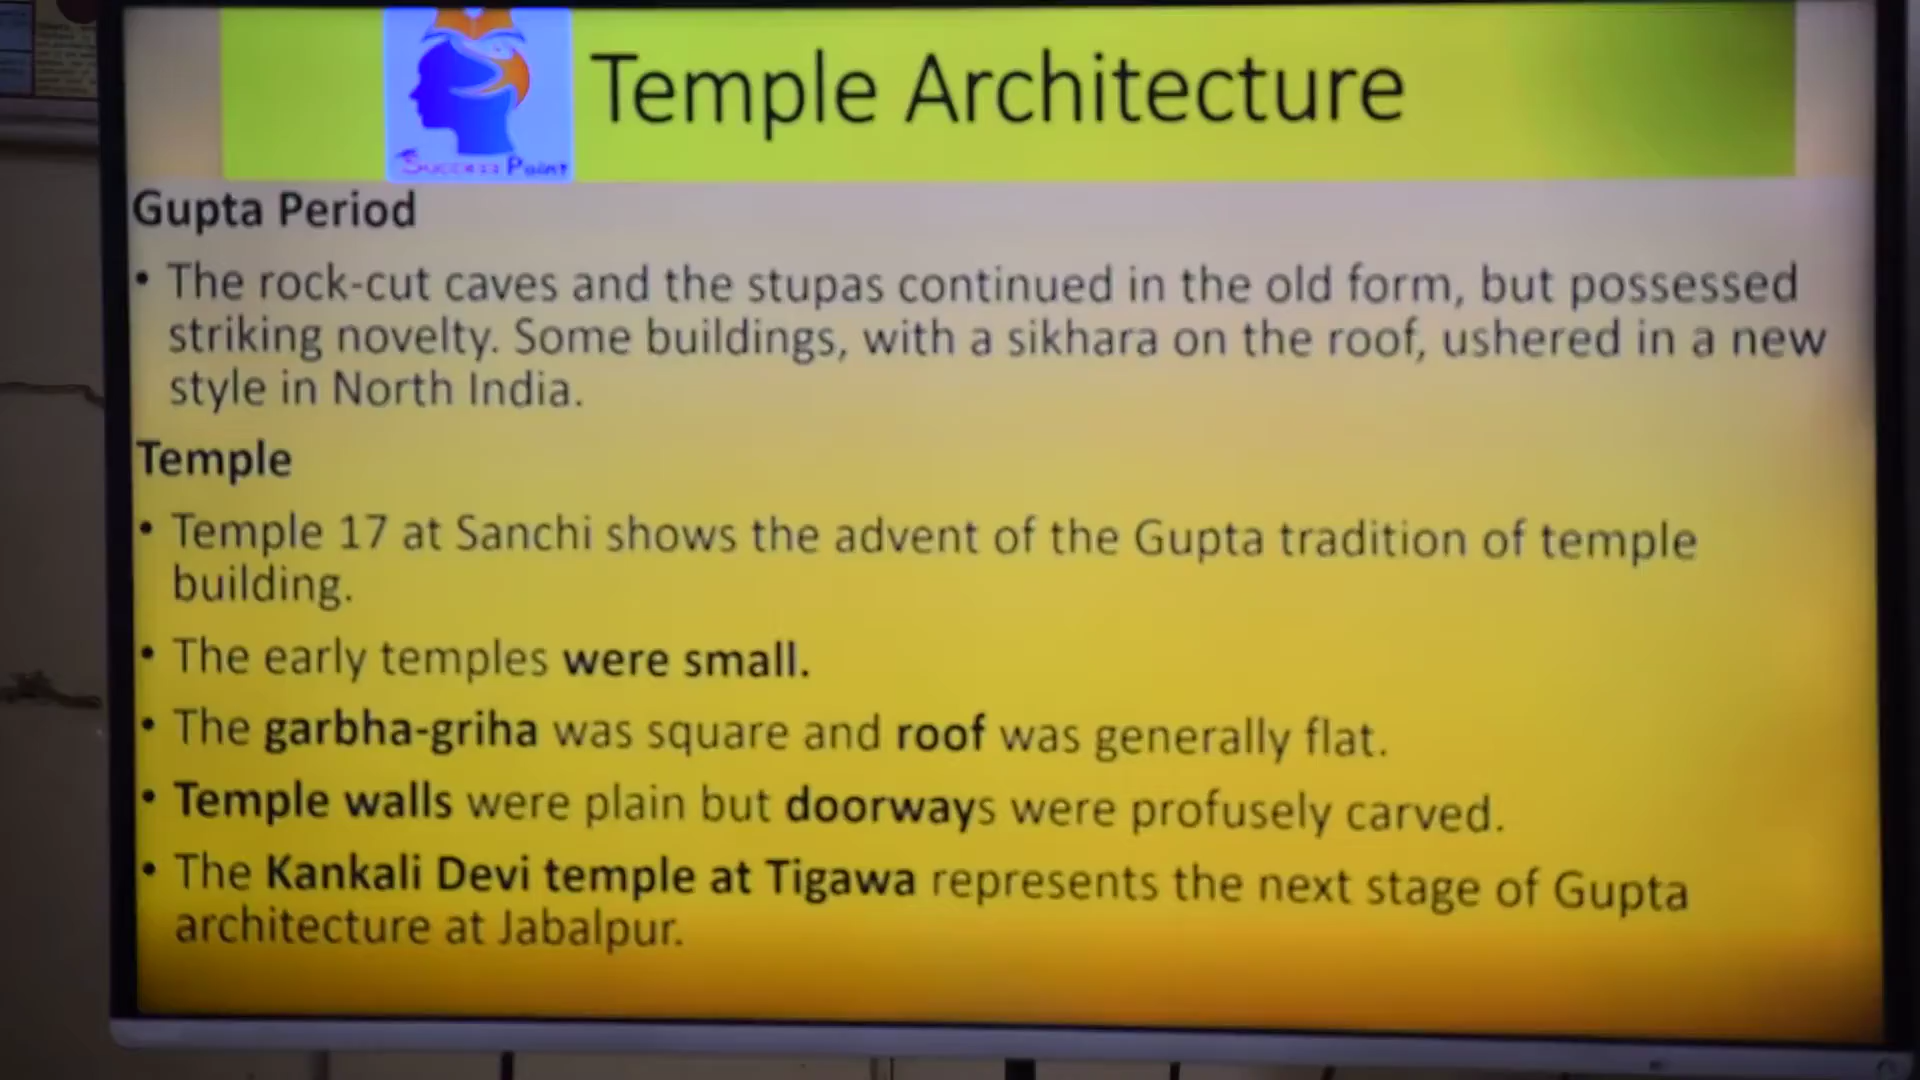 Success Point
Temple Architecture
Gupta Period
• The rock-cut caves and the stupas continued in the old form, but possessed
striking novelty. Some buildings, with a sikhara on the roof, ushered in a new
style in North India.
Temple
• Temple 17 at Sanchi shows the advent of the Gupta tradition of temple
building.
• The early temples were small.
• The garbha-griha was square and roof was generally flat.
• Temple walls were plain but doorways were profusely carved.
• The Kankali Devi temple at Tigawa represents the next stage of Gupta
architecture at Jabalpur.